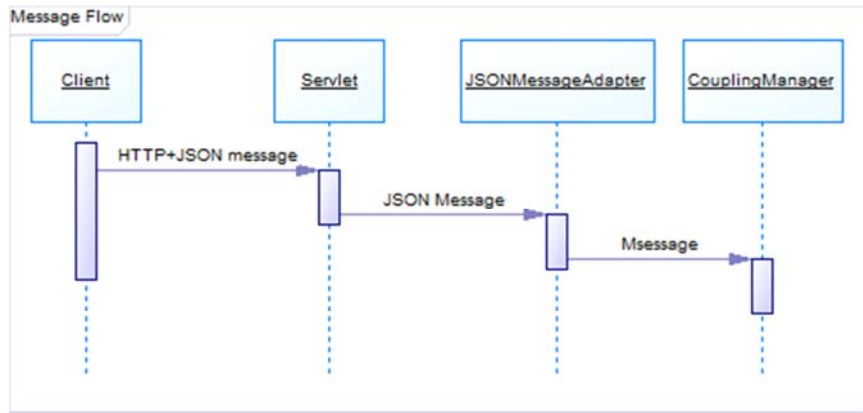 Message Flow
Client
Servlet
JSONMessageAdapter
CouplingManager
HTTP+JSON message
JSON Message
Msessage